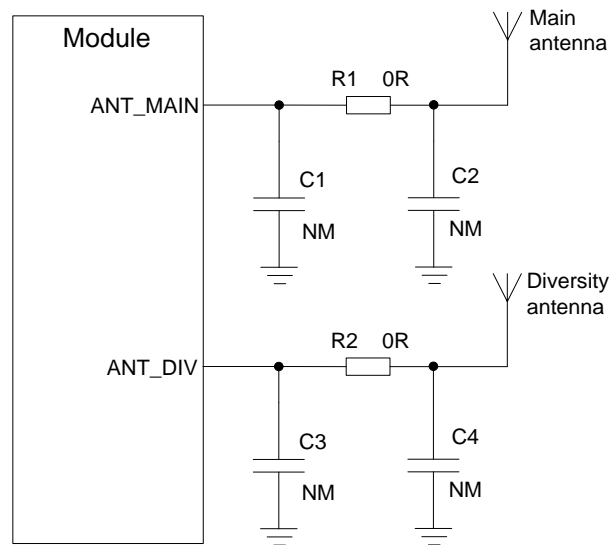 Module
Main
antenna
R1 0R
ANT_MAIN
C1
C2
NM
NM
Diversity
antenna
R2 0R
ANT_DIV
C3
C4
NM
NM